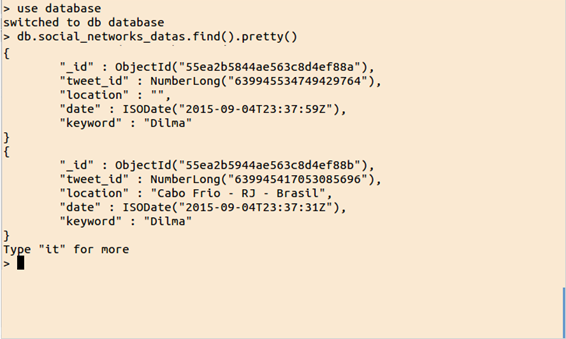 > use database
switched to db database
> db.social_networks_datas.find().pretty()
{
"_id" : ObjectId("55ea2b5844ae563c8d4ef88a"),
"tweet_id" : NumberLong("639945534749429764"),
"location" : "",
"date" : ISODate("2015-09-04T23:37:59Z"),
"keyword" : "Dilma"
}
{
"_id" : ObjectId("55ea2b5944ae563c8d4ef88b"),
"tweet_id" : NumberLong("639945417053085696"),
"location" : "Cabo Frio - RJ - Brasil",
"date" : ISODate("2015-09-04T23:37:31Z"),
"keyword" : "Dilma"
}
Type "it" for more
>